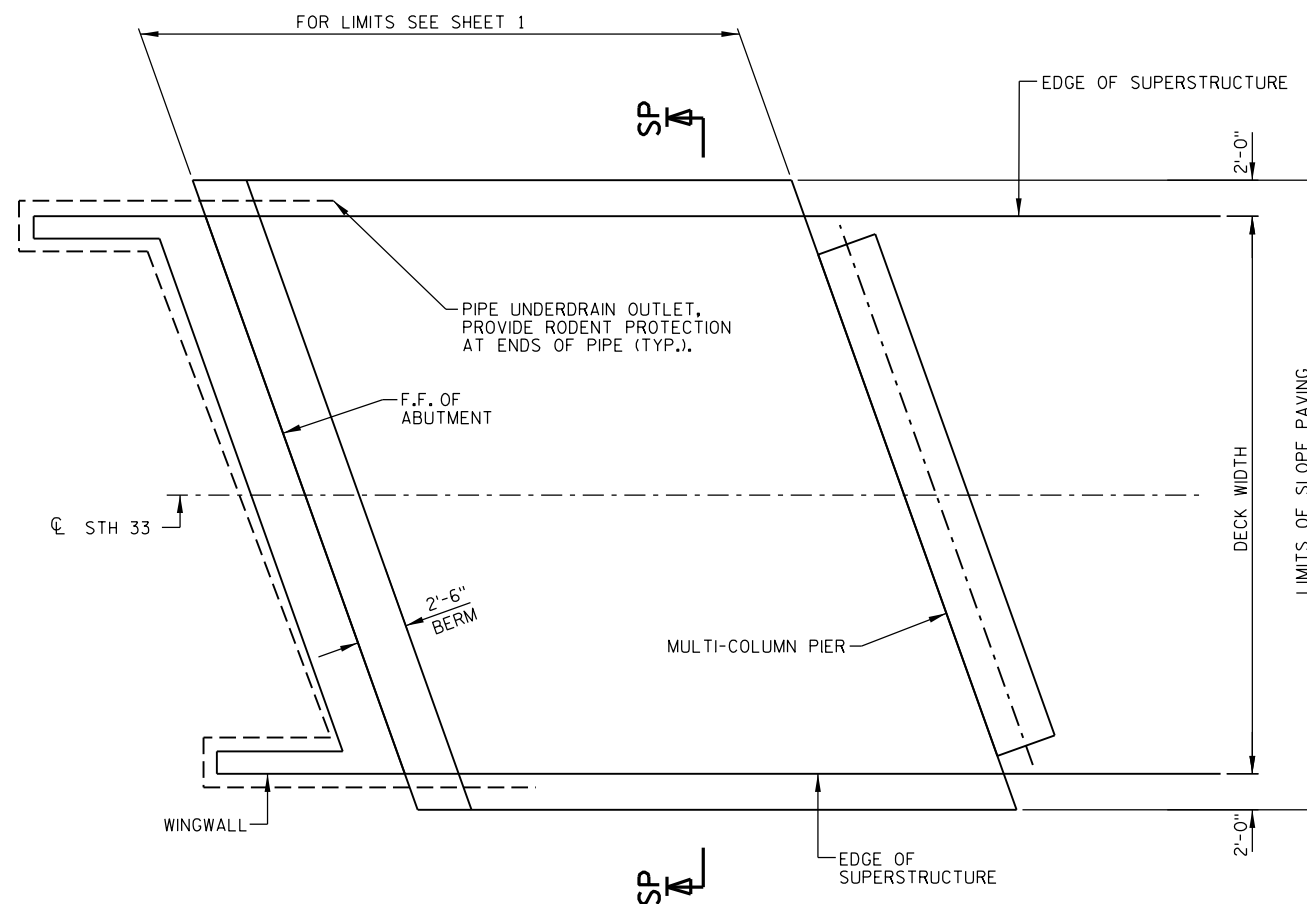 FOR LIMITS SEE SHEET 1
SP
EDGE OF SUPERSTRUCTURE
2'-0"
PIPE UNDERDRAIN OUTLET,
PROVIDE RODENT PROTECTION
AT ENDS OF PIPE (TYP.).
F.F. OF
ABUTMENT
LIMITS OF SLOPE PAVING
DECK WIDTH
℄ STH 33
2'-6"
BERM
MULTI-COLUMN PIER
WINGWALL
2'-0"
EDGE OF
SUPERSTRUCTURE
SP